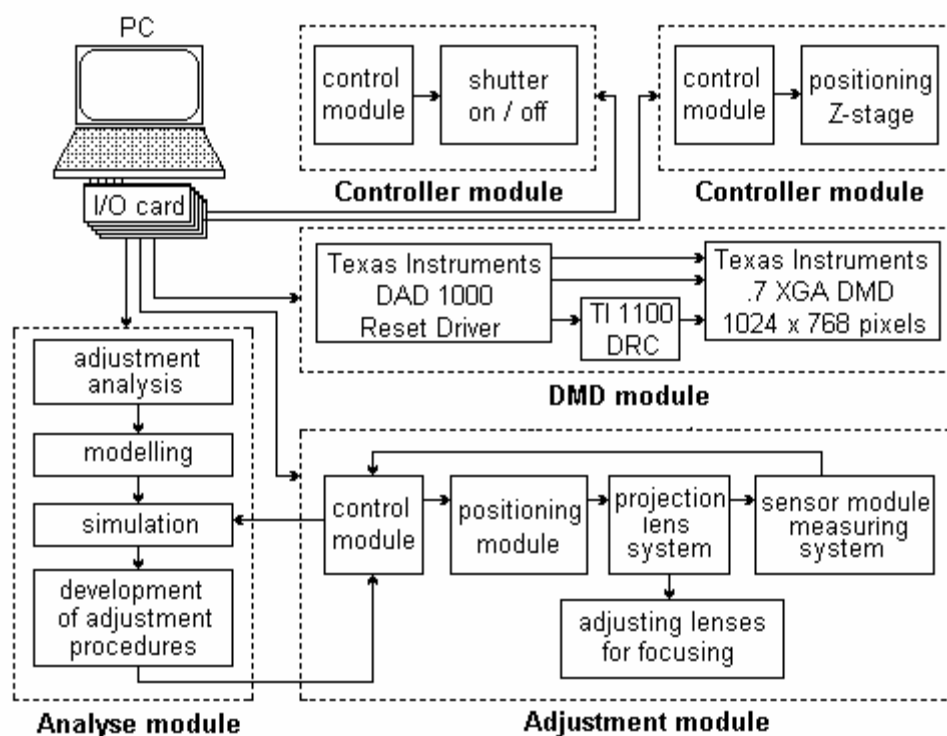 PC
I/O card
control
module
shutter
on / off
Controller module
control
module
positioning
Z-stage
Controller module
Texas Instruments
DAD 1000
Reset Driver
TI 1100
DRC
Texas Instruments
.7 XGA DMD
1024 x 768 pixels
DMD module
adjustment
analysis
modelling
simulation
development
of adjustment
procedures
Analyse module
control
module
positioning
module
projection
lens
system
sensor module
measuring
system
adjusting lenses
for focusing
Adjustment module